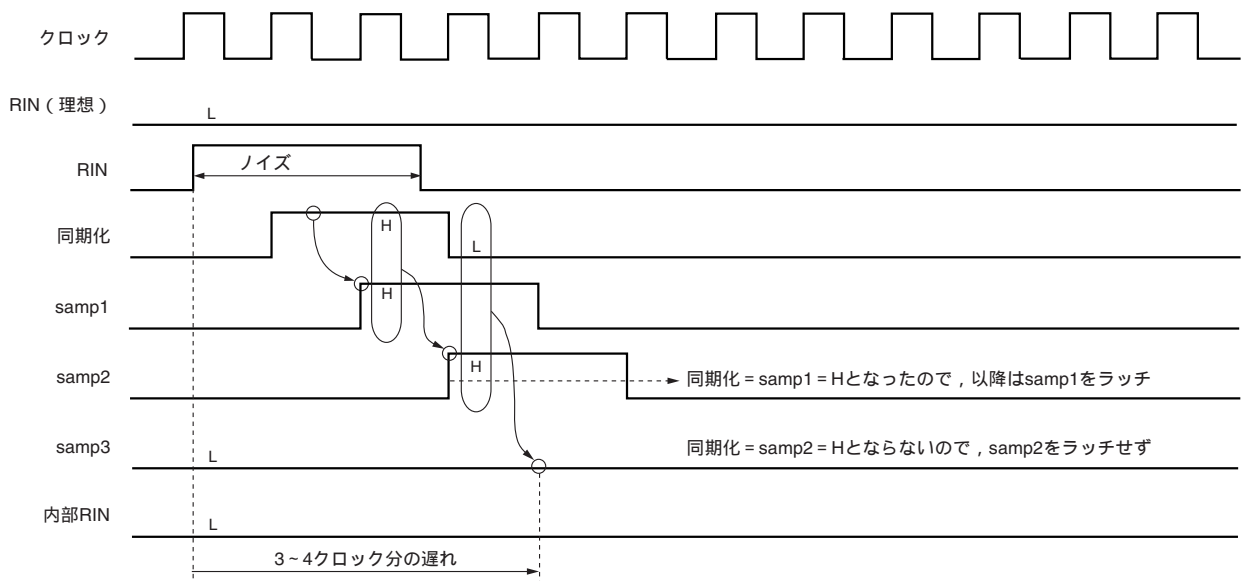 クロック
RIN ( 理想 )
L
RIN
ノイズ
同期化
H
L
samp1
H
samp2
H
同期化 = samp1 = Hとなったので , 以降はsamp1をラッチ
samp3
L
同期化 = samp2 = Hとならないので , samp2をラッチせず
内部RIN
L
3 ~ 4クロック分の遅れ